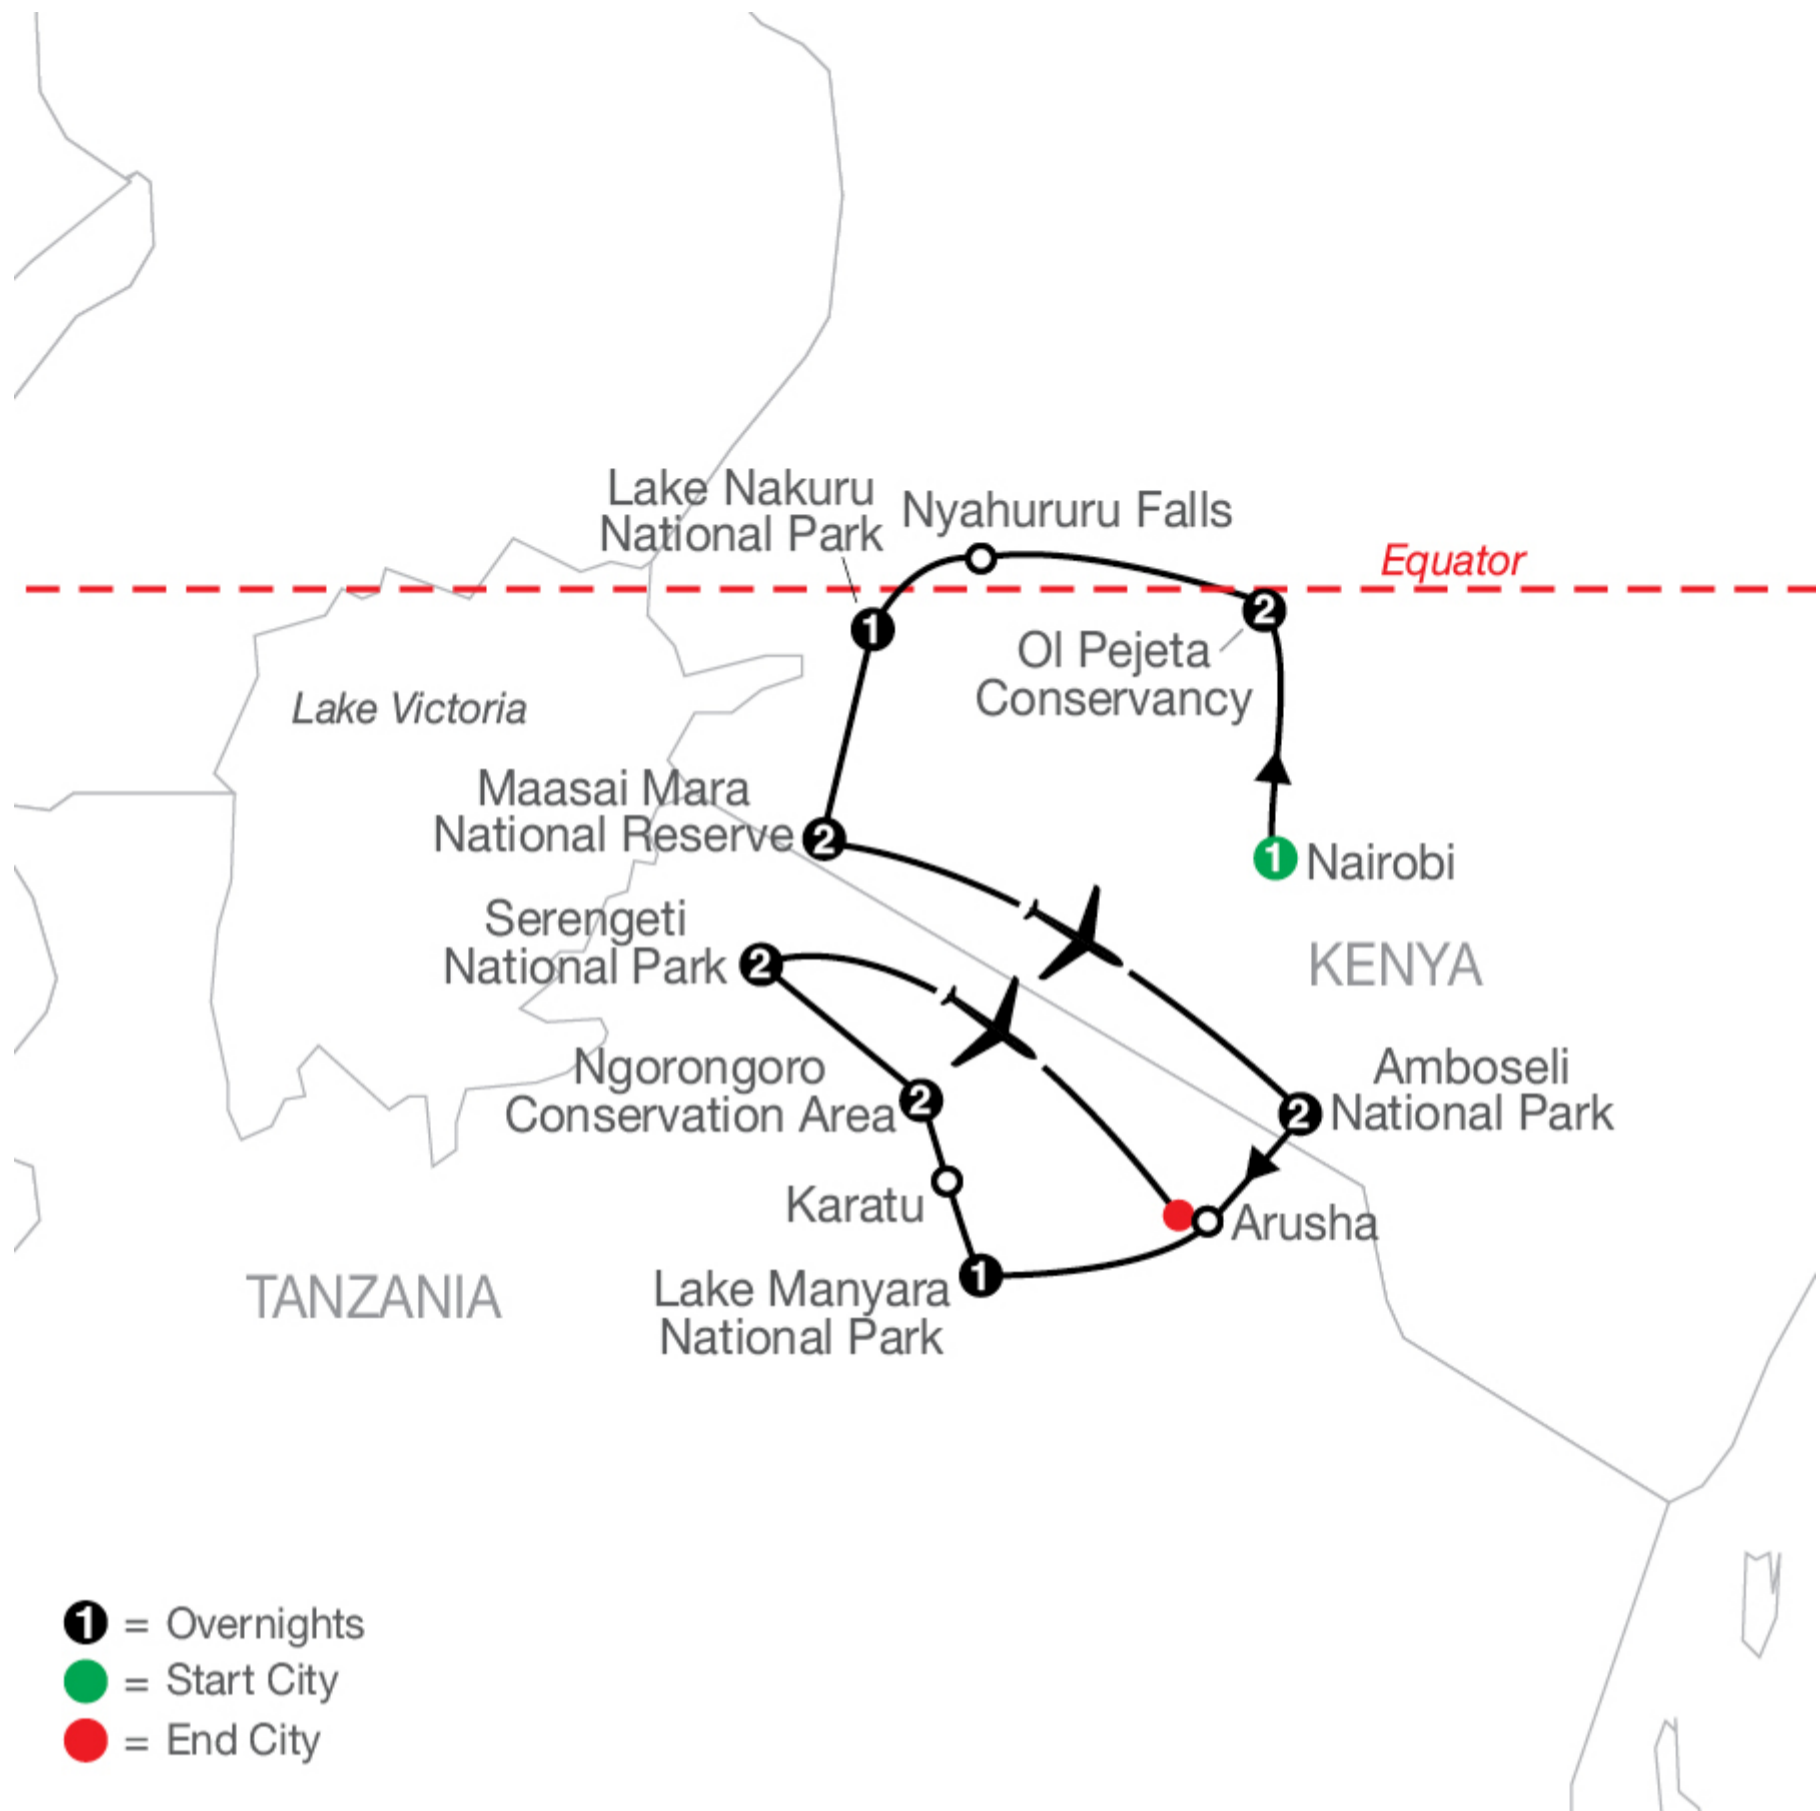 Lake Nakuru
National Park
Nyahururu Falls
Equator
1
2
Ol Pejeta
Conservancy
Lake Victoria
Maasai Mara
National Reserve
2
1
Nairobi
Serengeti
National Park
2
KENYA
Ngorongoro
Conservation Area
2
Amboseli
National Park
2
Karatu
Arusha
TANZANIA
Lake Manyara
National Park
1
1 = Overnights
= Start City
= End City